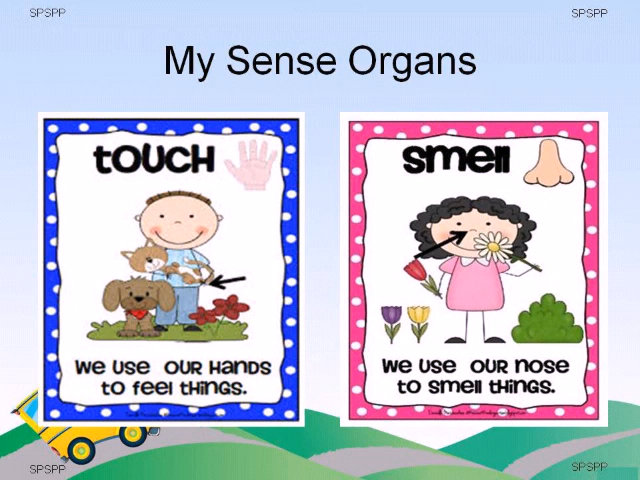 SPSPP
SPSPP
My Sense Organs
TOUCH
SMELL
We use our hands
to feel things.
We use our nose
to smell things.
SPSPP
SPSPP